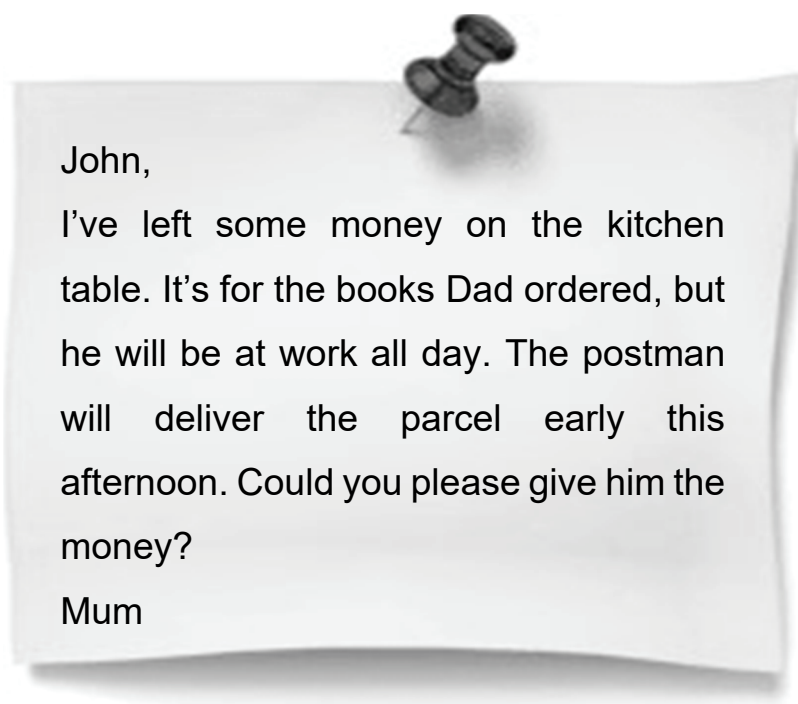 John,
I’ve left some money on the kitchen
table. It’s for the books Dad ordered, but
he will be at work all day. The postman
will deliver the parcel early this
afternoon. Could you please give him the
money?
Mum